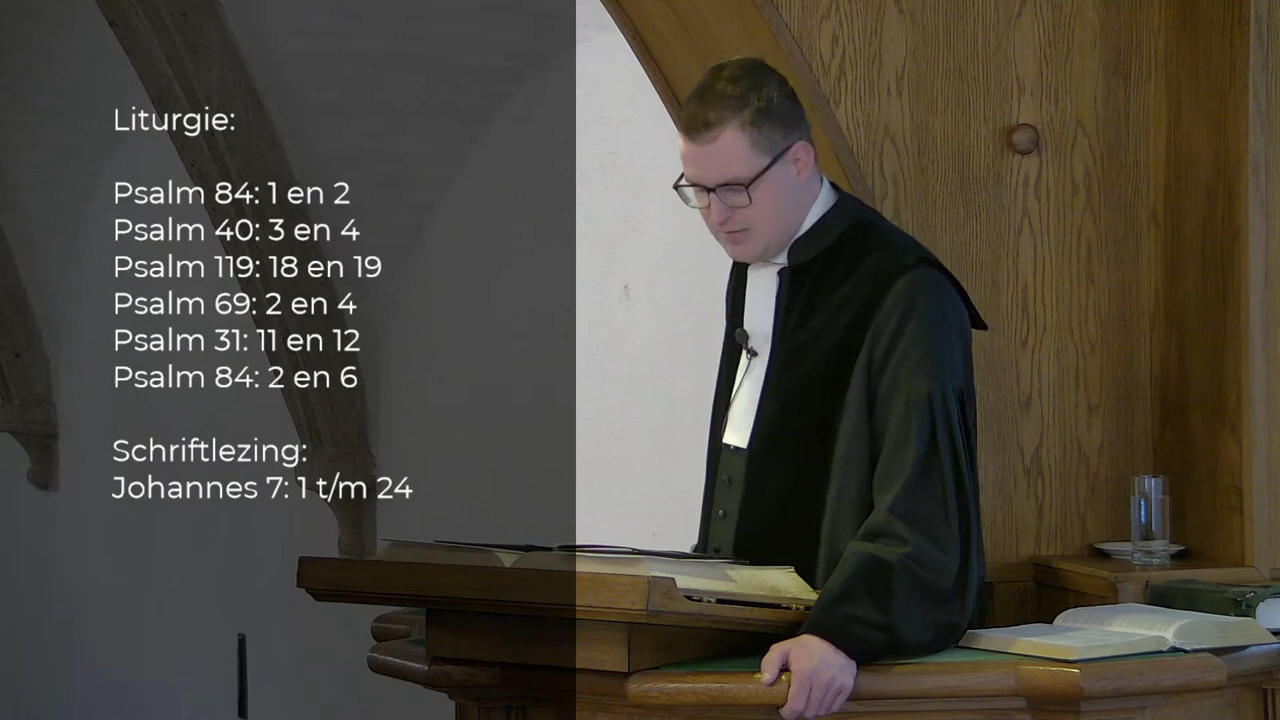 Liturgie:
Psalm 84: 1 en 2
Psalm 40: 3 en 4
Psalm 119: 18 en 19
Psalm 69: 2 en 4
Psalm 31: 11 en 12
Psalm 84: 2 en 6
Schriftlezing:
Johannes 7: 1 t/m 24